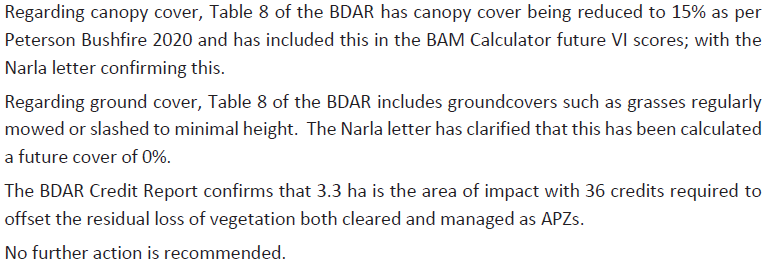 Regarding canopy cover, Table 8 of the BDAR has canopy cover being reduced to 15% as per
Peterson Bushfire 2020 and has included this in the BAM Calculator future VI scores; with the
Narla letter confirming this.
Regarding ground cover, Table 8 of the BDAR includes groundcovers such as grasses regularly
mowed or slashed to minimal height.  The Narla letter has clarified that this has been calculated
a future cover of 0%.
The BDAR Credit Report confirms that 3.3 ha is the area of impact with 36 credits required to
offset the residual loss of vegetation both cleared and managed as APZs.
No further action is recommended.